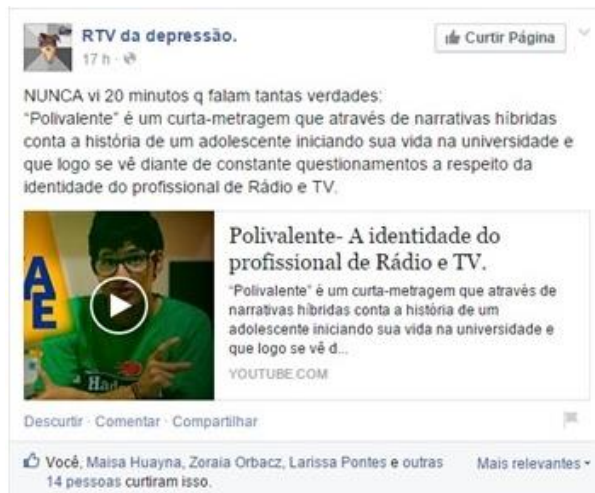 RTV da depressão.
Curtir Página
17 h ·
NUNCA vi 20 minutos q falam tantas verdades:
“Polivalente” é um curta-metragem que através de narrativas híbridas
conta a história de um adolescente iniciando sua vida na universidade e
que logo se vê diante de constante questionamentos a respeito da
identidade do profissional de Rádio e TV.
A
E
Polivalente- A identidade do
profissional de Rádio e TV.
“Polivalente” é um curta-metragem que através de
narrativas híbridas conta a história de um
adolescente iniciando sua vida na universidade e
que logo se vê d...
YOUTUBE.COM
Descurtir · Comentar · Compartilhar
Você, Maisa Huayna, Zoraia Orbacz, Larissa Pontes e outras
14 pessoas curtiram isso.
Mais relevantes